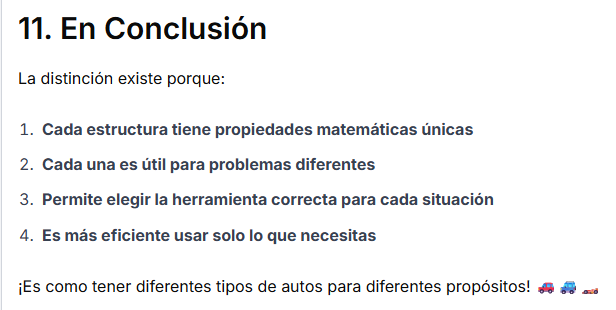 11. En Conclusión
La distinción existe porque:
1. Cada estructura tiene propiedades matemáticas únicas
2. Cada una es útil para problemas diferentes
3. Permite elegir la herramienta correcta para cada situación
4. Es más eficiente usar solo lo que necesitas
¡Es como tener diferentes tipos de autos para diferentes propósitos! 🚗 🚙 🏎️